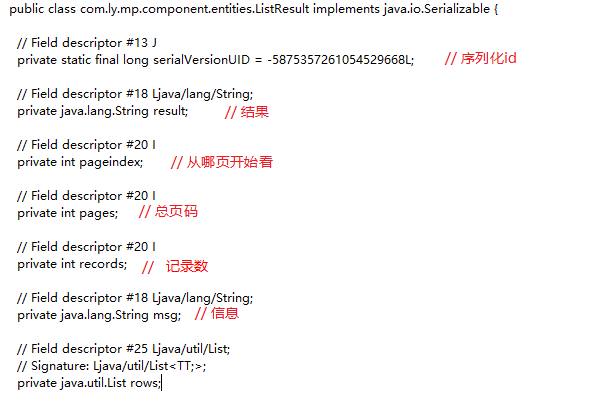 public class com.ly.mp.component.entities.ListResult implements java.io.Serializable {
// Field descriptor #13 J
private static final long serialVersionUID = -5875357261054529668L; // 序列化id
// Field descriptor #18 Ljava/lang/String;
private java.lang.String result; // 结果
// Field descriptor #20 I
private int pageindex; // 从哪页开始看
// Field descriptor #20 I
private int pages; // 总页码
// Field descriptor #20 I
private int records; // 记录数
// Field descriptor #18 Ljava/lang/String;
private java.lang.String msg; // 信息
// Field descriptor #25 Ljava/util/List;
// Signature: Ljava/util/List<TT;>;
private java.util.List rows;